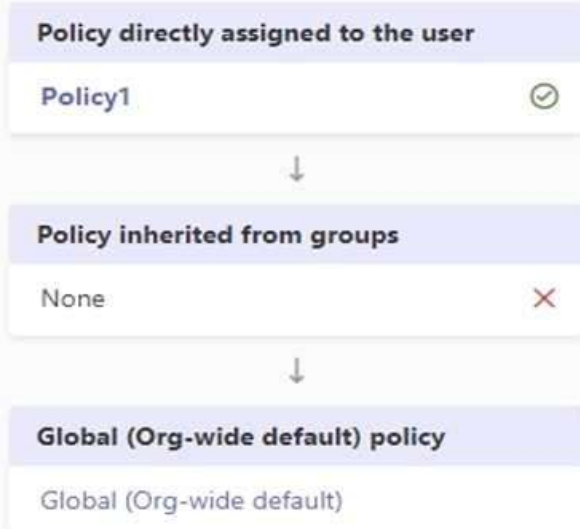 Policy directly assigned to the user
Policy1
Policy inherited from groups
None
Global (Org-wide default) policy
Global (Org-wide default)